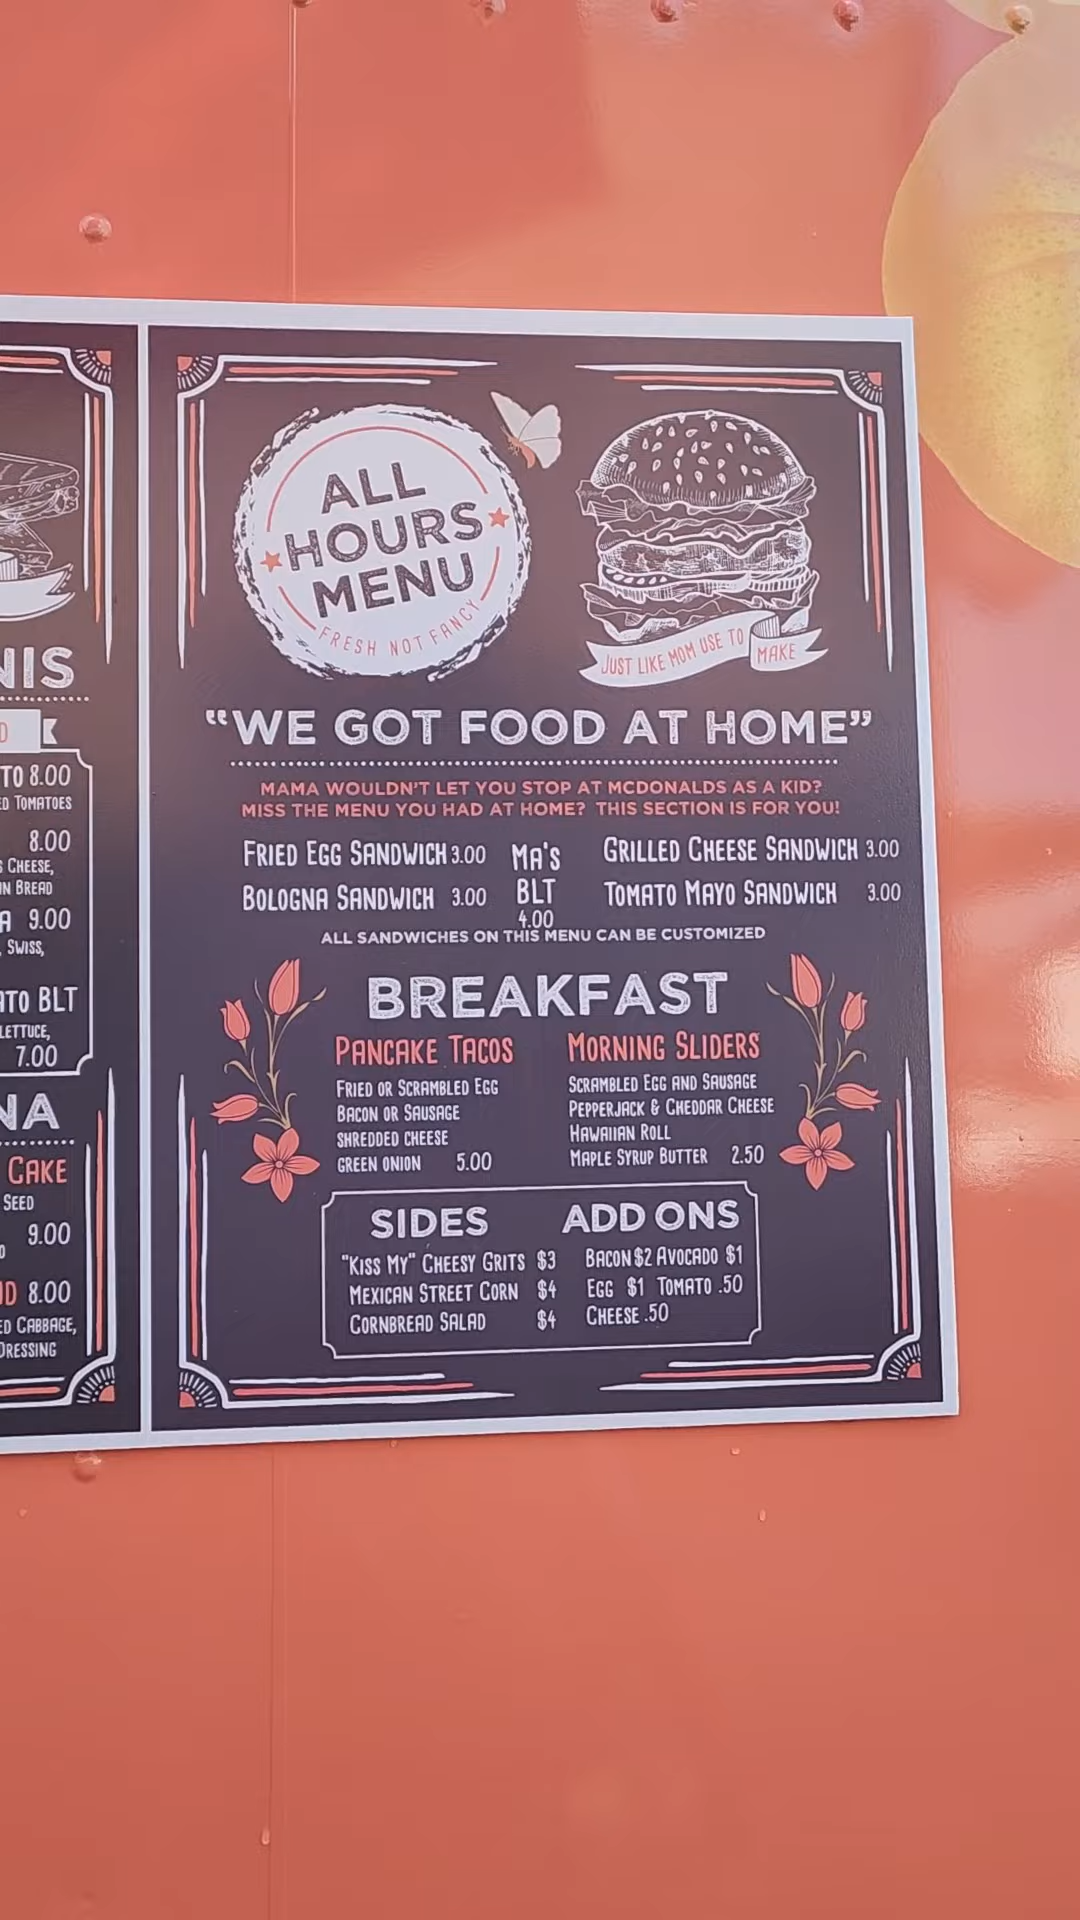 NIS
D
TO 8.00
ED TOMATOES
8.00
CHEESE,
N BREAD
A 9.00
, SWISS,
ATO BLT
LETTUCE,
7.00
NA
CAKE
SEED
9.00
ND 8.00
ED CABBAGE,
DRESSING
ALL
HOURS
MENU
FRESH NOT FANCY
JUST LIKE MOM USE TO MAKE
"WE GOT FOOD AT HOME"
MAMA WOULDN'T LET YOU STOP AT MCDONALDS AS A KID?
MISS THE MENU YOU HAD AT HOME? THIS SECTION IS FOR YOU!
FRIED EGG SANDWICH 3.00
BOLOGNA SANDWICH 3.00
MA'S
BLT
4.00
GRILLED CHEESE SANDWICH 3.00
TOMATO MAYO SANDWICH 3.00
ALL SANDWICHES ON THIS MENU CAN BE CUSTOMIZED
BREAKFAST
PANCAKE TACOS
FRIED OR SCRAMBLED EGG
BACON OR SAUSAGE
SHREDDED CHEESE
GREEN ONION 5.00
MORNING SLIDERS
SCRAMBLED EGG AND SAUSAGE
PEPPERJACK & CHEDDAR CHEESE
HAWAIIAN ROLL
MAPLE SYRUP BUTTER 2.50
SIDES
"KISS MY" CHEESY GRITS $3
MEXICAN STREET CORN $4
CORNBREAD SALAD $4
ADD ONS
BACON $2 AVOCADO $1
EGG $1 TOMATO .50
CHEESE .50